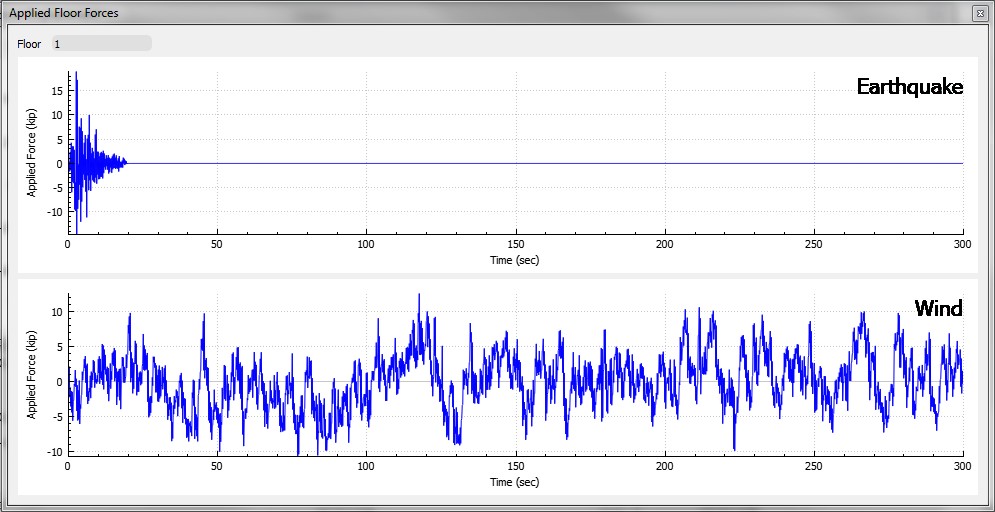 Applied Floor Forces
Floor 1
Earthquake
Applied Force (kip)
15
10
5
0
-5
-10
0 50 100 150 200 250 300
Time (sec)
Wind
Applied Force (kip)
10
5
0
-5
-10
0 50 100 150 200 250 300
Time (sec)